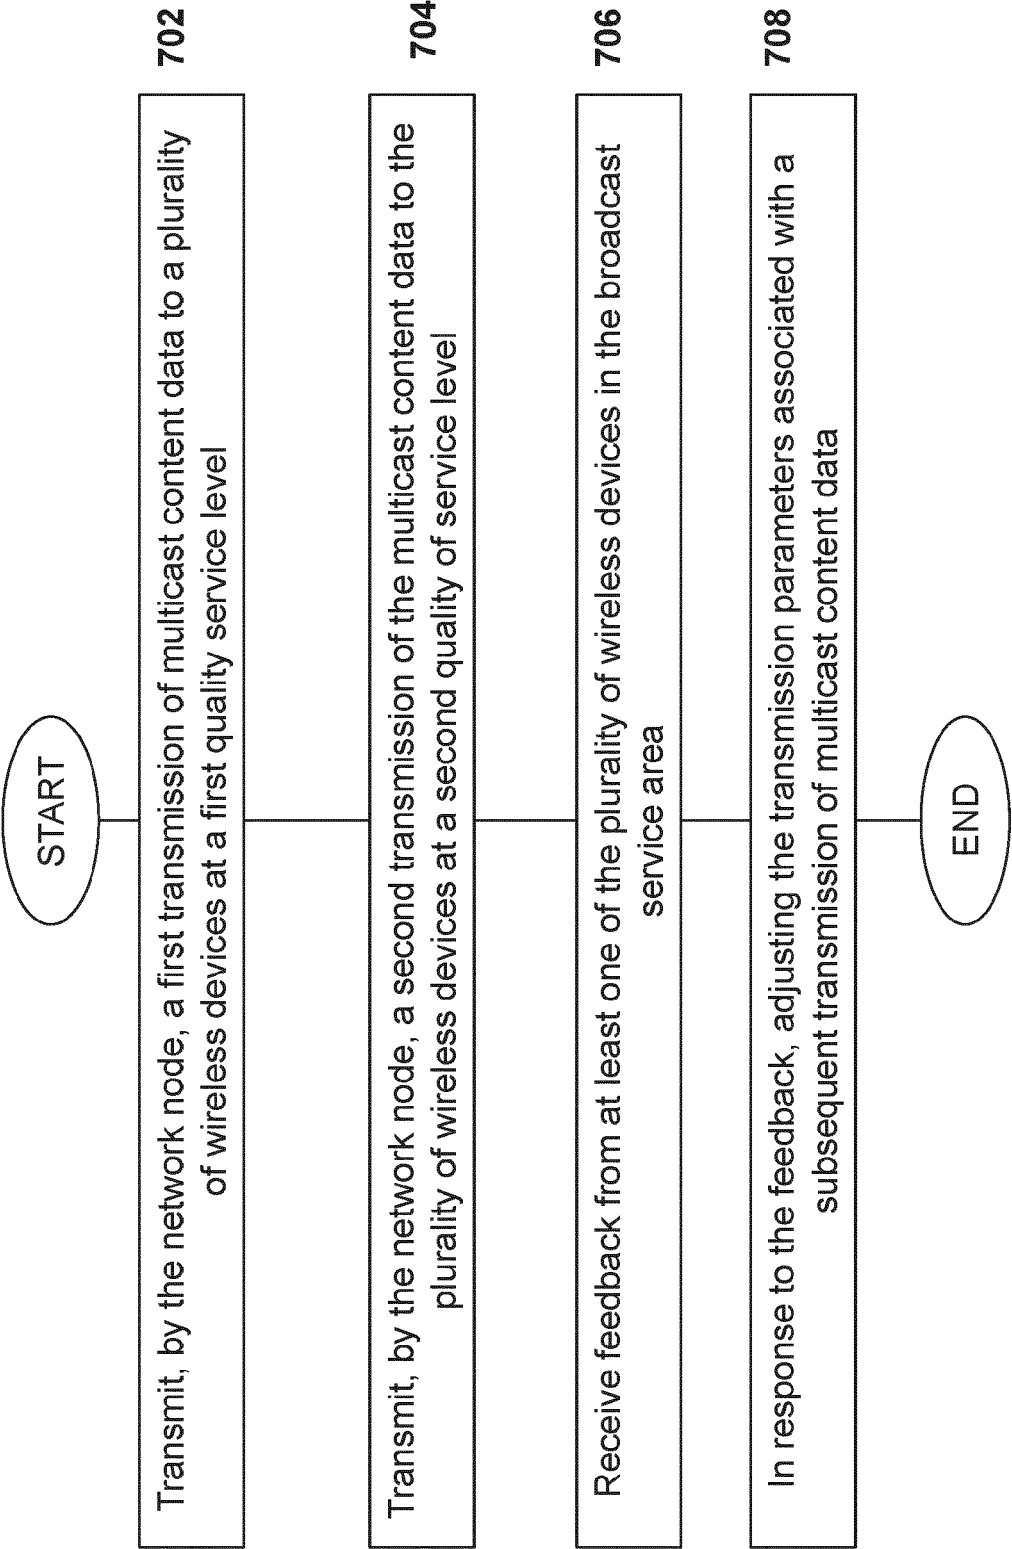 START
702
Transmit, by the network node, a first transmission of multicast content data to a plurality
of wireless devices at a first quality service level
704
Transmit, by the network node, a second transmission of the multicast content data to the
plurality of wireless devices at a second quality of service level
706
Receive feedback from at least one of the plurality of wireless devices in the broadcast
service area
708
In response to the feedback, adjusting the transmission parameters associated with a
subsequent transmission of multicast content data
END